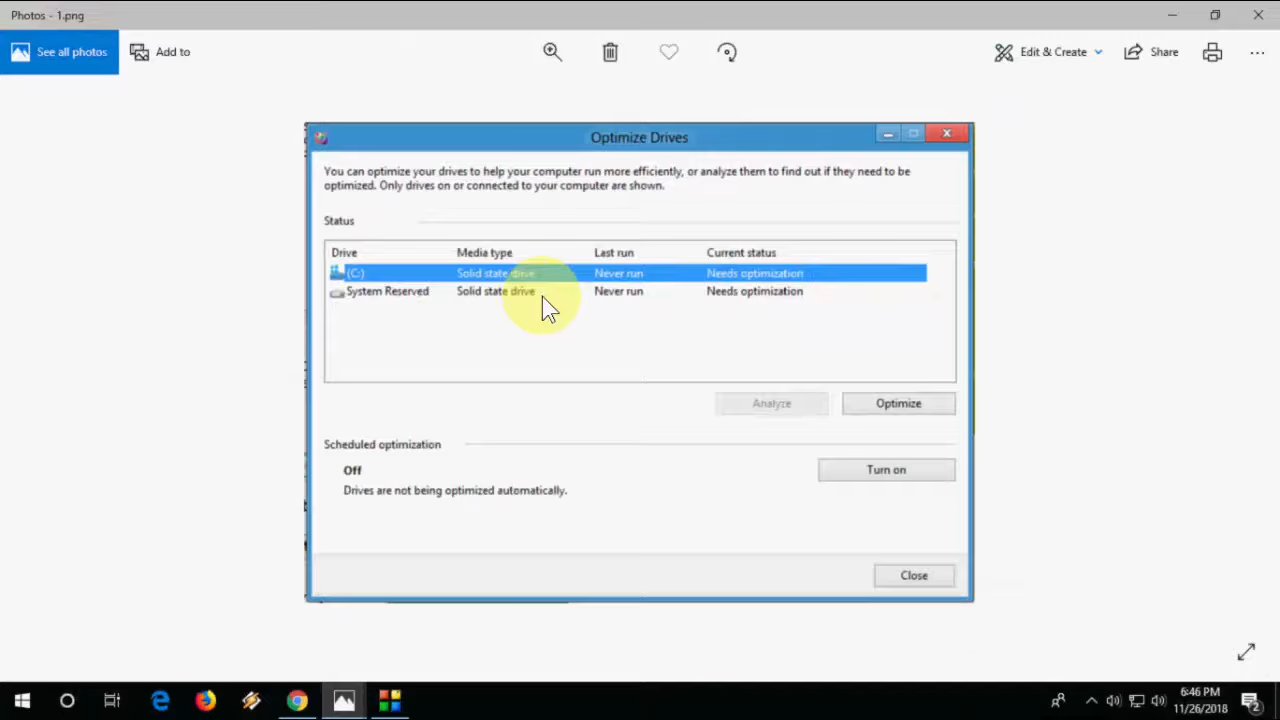 Photos - 1.png
See all photos
Add to
Edit & Create
Share
Optimize Drives
You can optimize your drives to help your computer run more efficiently, or analyze them to find out if they need to be
optimized. Only drives on or connected to your computer are shown.
Status
Drive Media type Last run Current status
(C:) Solid state drive Never run Needs optimization
System Reserved Solid state drive Never run Needs optimization
Analyze Optimize
Scheduled optimization
Off
Turn on
Drives are not being optimized automatically.
Close
6:46 PM
11/26/2018
2